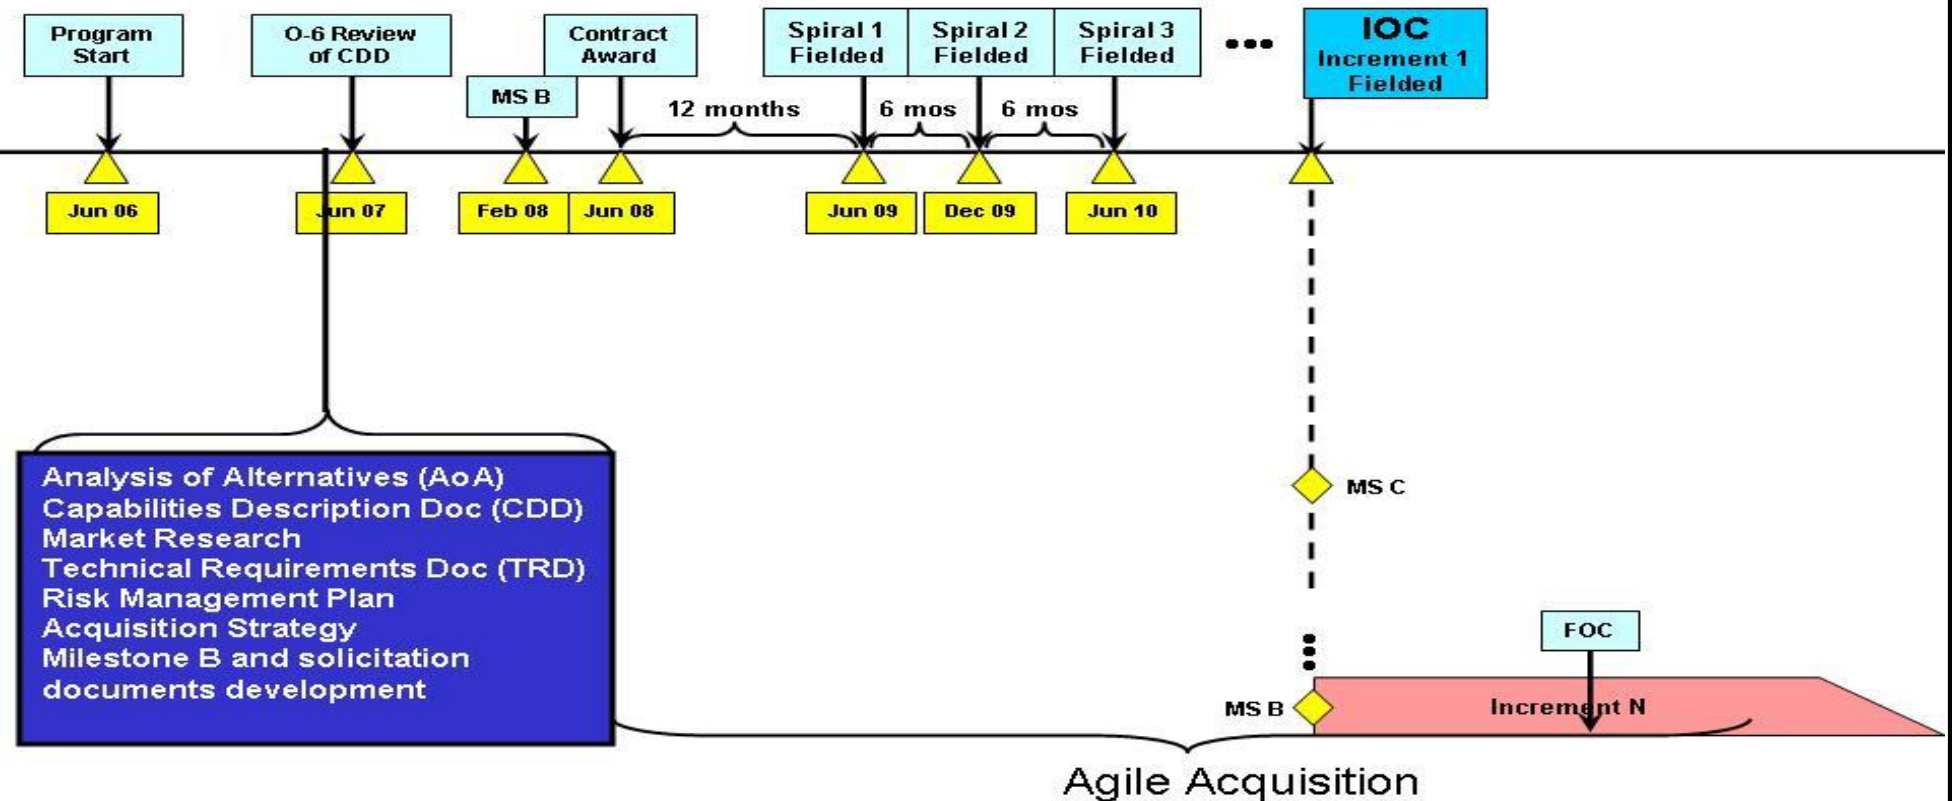 Program
Start
O-6 Review
of CDD
MS B
Contract
Award
Spiral 1
Fielded
Spiral 2
Fielded
Spiral 3
Fielded
•••
IOC
Increment 1
Fielded
12 months
6 mos
6 mos
Jun 06
Jun 07
Feb 08
Jun 08
Jun 09
Dec 09
Jun 10
Analysis of Alternatives (AoA)
Capabilities Description Doc (CDD)
Market Research
Technical Requirements Doc (TRD)
Risk Management Plan
Acquisition Strategy
Milestone B and solicitation
documents development
MS C
FOC
MS B
Increment N
Agile Acquisition